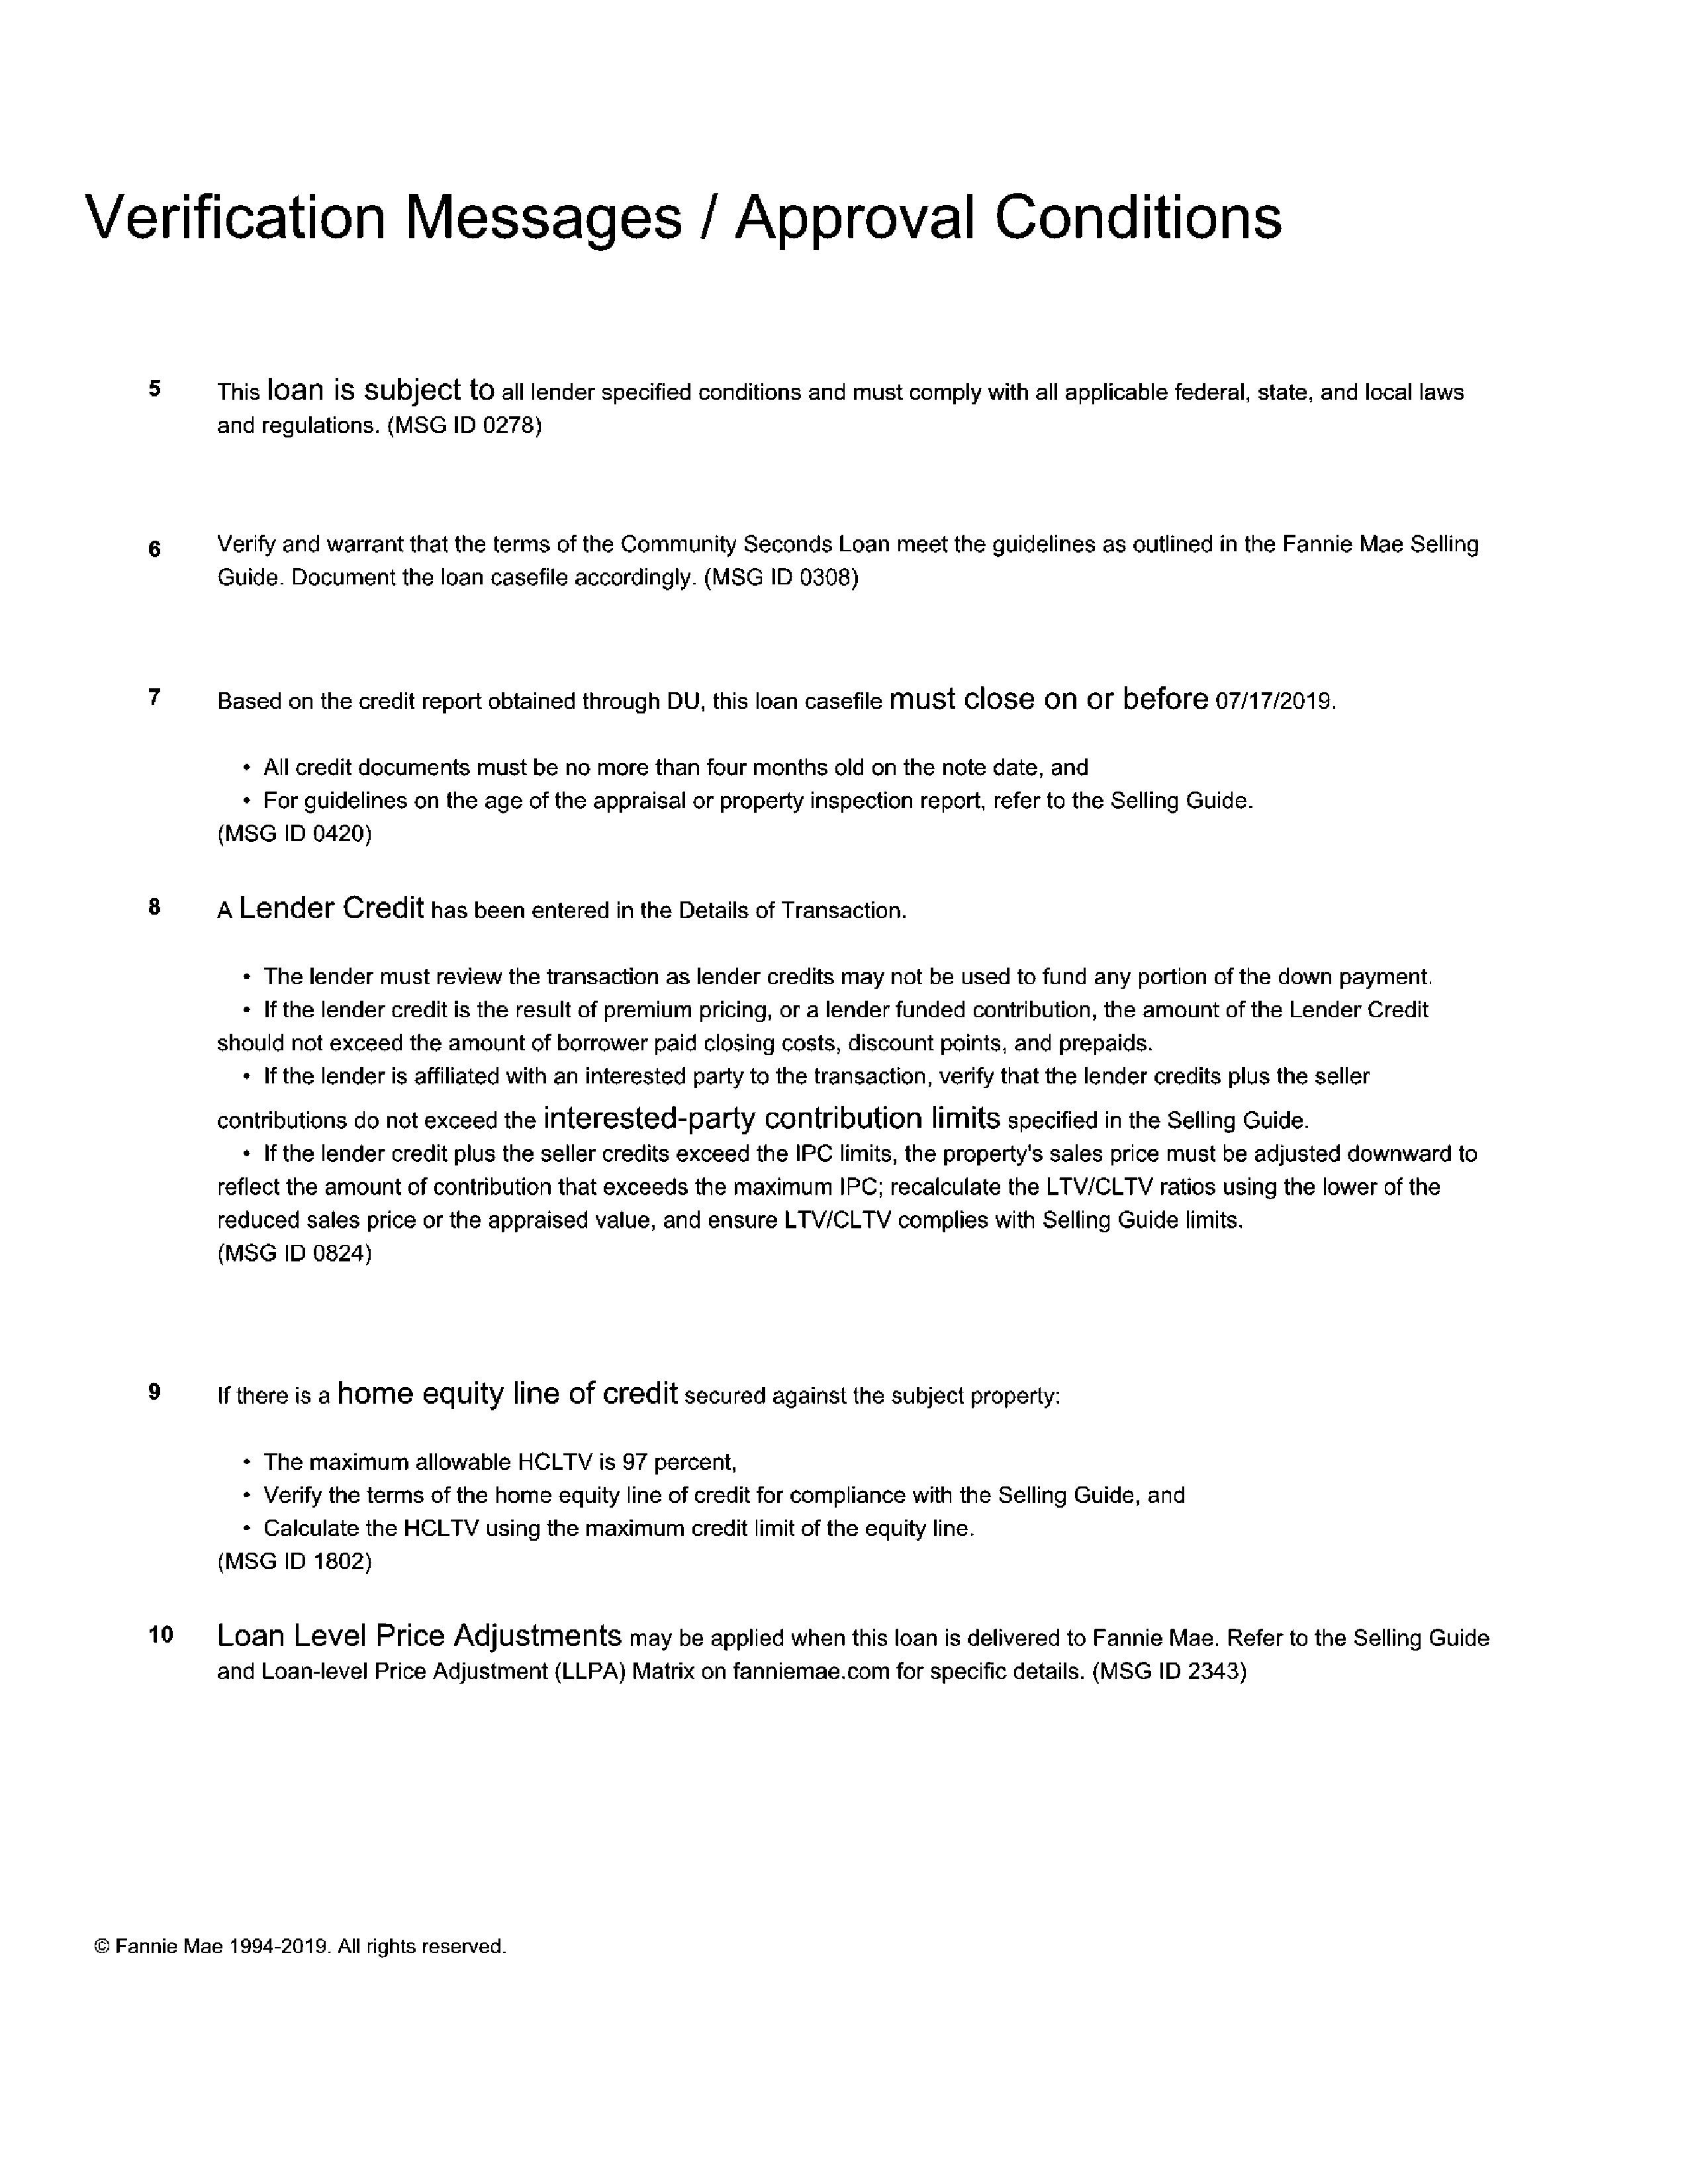 Verification Messages / Approval Conditions
5 This loan is subject to all lender specified conditions and must comply with all applicable federal, state, and local laws
and regulations. (MSG ID 0278)
6 Verify and warrant that the terms of the Community Seconds Loan meet the guidelines as outlined in the Fannie Mae Selling
Guide. Document the loan casefile accordingly. (MSG ID 0308)
7 Based on the credit report obtained through DU, this loan casefile must close on or before 07/17/2019.
• All credit documents must be no more than four months old on the note date, and
• For guidelines on the age of the appraisal or property inspection report, refer to the Selling Guide.
(MSG ID 0420)
8 A Lender Credit has been entered in the Details of Transaction.
• The lender must review the transaction as lender credits may not be used to fund any portion of the down payment.
• If the lender credit is the result of premium pricing, or a lender funded contribution, the amount of the Lender Credit
should not exceed the amount of borrower paid closing costs, discount points, and prepaids.
• If the lender is affiliated with an interested party to the transaction, verify that the lender credits plus the seller
contributions do not exceed the interested-party contribution limits specified in the Selling Guide.
• If the lender credit plus the seller credits exceed the IPC limits, the property's sales price must be adjusted downward to
reflect the amount of contribution that exceeds the maximum IPC; recalculate the LTV/CLTV ratios using the lower of the
reduced sales price or the appraised value, and ensure LTV/CLTV complies with Selling Guide limits.
(MSG ID 0824)
9 If there is a home equity line of credit secured against the subject property:
• The maximum allowable HCLTV is 97 percent,
• Verify the terms of the home equity line of credit for compliance with the Selling Guide, and
• Calculate the HCLTV using the maximum credit limit of the equity line.
(MSG ID 1802)
10 Loan Level Price Adjustments may be applied when this loan is delivered to Fannie Mae. Refer to the Selling Guide
and Loan-level Price Adjustment (LLPA) Matrix on fanniemae.com for specific details. (MSG ID 2343)
© Fannie Mae 1994-2019. All rights reserved.